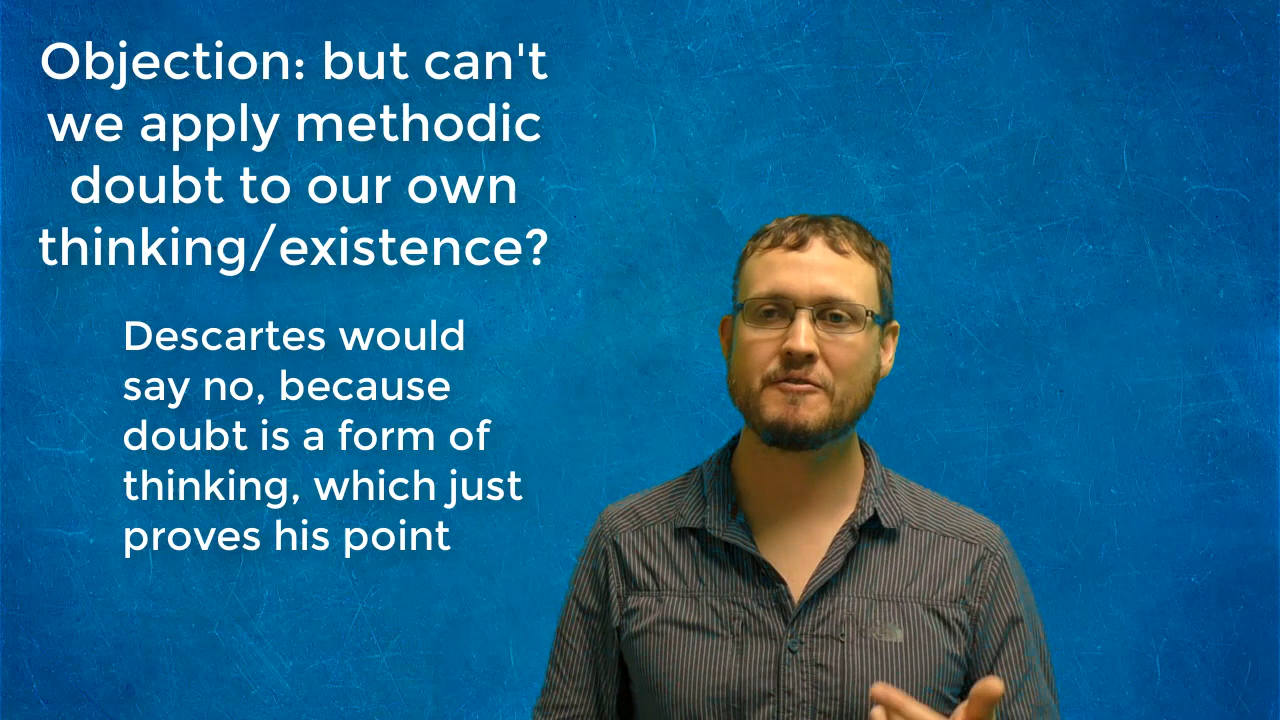 Objection: but can't
we apply methodic
doubt to our own
thinking/existence?
Descartes would
say no, because
doubt is a form of
thinking, which just
proves his point